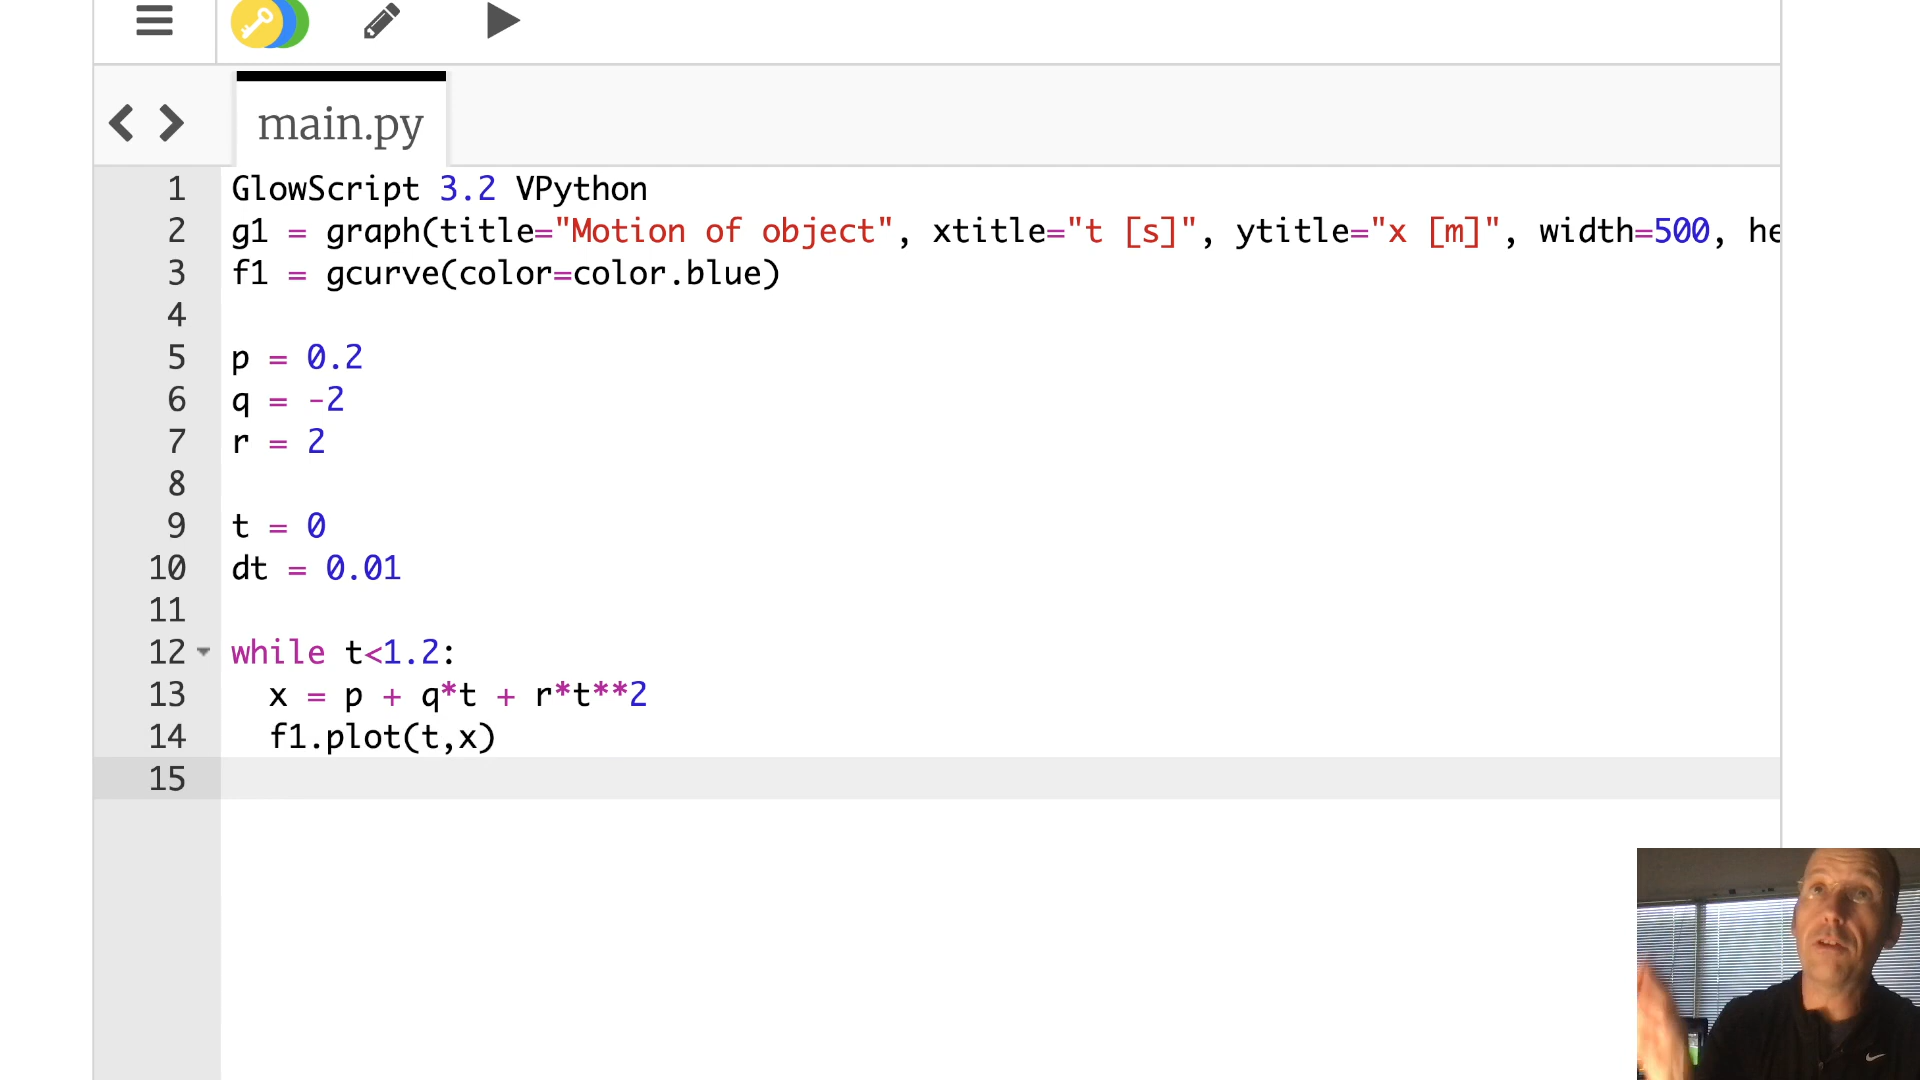 main.py
1 GlowScript 3.2 VPython
2 g1 = graph(title="Motion of object", xtitle="t [s]", ytitle="x [m]", width=500, he
3 f1 = gcurve(color=color.blue)
4
5 p = 0.2
6 q = -2
7 r = 2
8
9 t = 0
10 dt = 0.01
11
12 while t<1.2:
13   x = p + q*t + r*t**2
14   f1.plot(t,x)
15